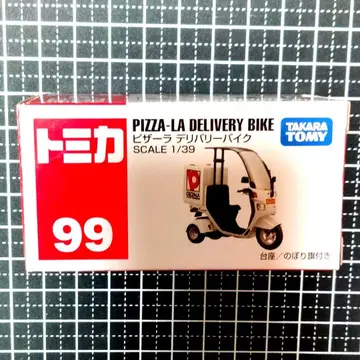 トミカ
99
PIZZA-LA DELIVERY BIKE
ピザーラ デリバリーバイク
SCALE 1/39
TAKARA
TOMY
台座／のぼり旗付き